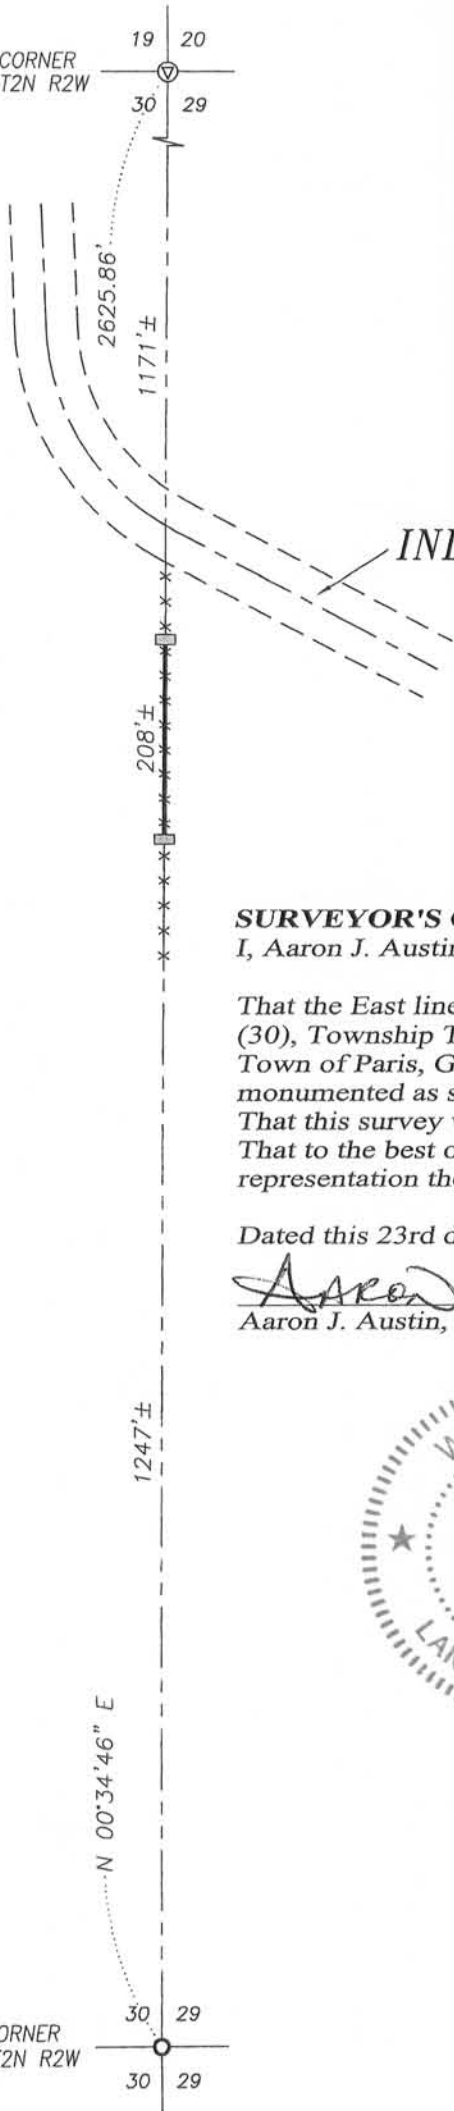 19 20
CORNER
T2N R2W
30 29
2625.86'
1171'±
208'±
SURVEYOR'S
I, Aaron J. Austin
That the East line
(30), Township T
Town of Paris, G
monumented as s
That this survey
That to the best o
representation the
Dated this 23rd d
AARON
Aaron J. Austin,
1247'±
N 00°34'46" E
30 29
ORNER
T2N R2W
30 29